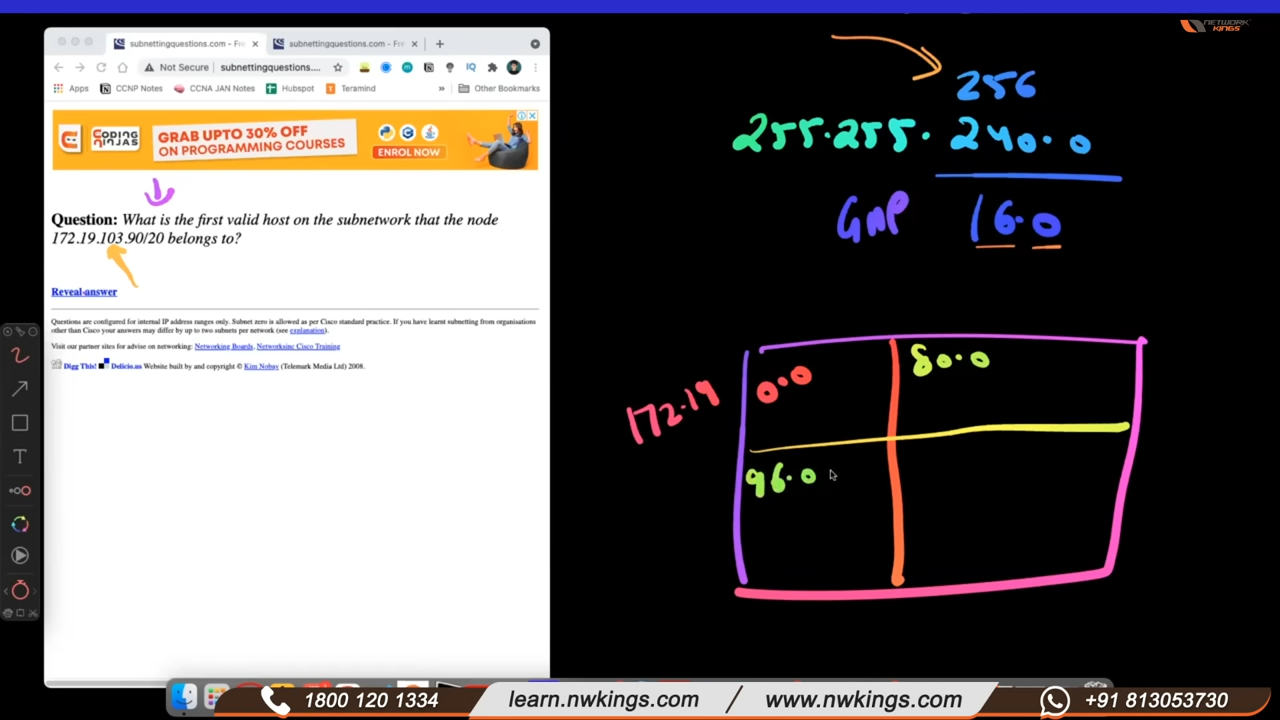 NETWORK
KINGS
subnettingquestions.com - Fre
subnettingquestions.com - Fre
Not Secure
subnettingquestions....
Apps
CCNP Notes
CCNA JAN Notes
Hubspot
Teramind
»
Other Bookmarks
CODING
NINJAS
GRAB UPTO 30% OFF
ON PROGRAMMING COURSES
ENROL NOW
Question: What is the first valid host on the subnetwork that the node
172.19.103.90/20 belongs to?
Reveal answer
Questions are configured for internal IP address ranges only. Subnet zero is allowed as per Cisco standard practice. If you have learnt subnetting from organisations
other than Cisco your answers may differ by up to two subnets per network (see explanation).
Visit our partner sites for advise on networking: Networking Boards, Networksinc Cisco Training
Digg This! Delicio.us Website built by and copyright © Kim Nobay (Telemark Media Ltd) 2008.
256
255.255.240.0
GAP 16.0
172.19
0.0
80.0
96.0
T
1800 120 1334
learn.nwkings.com / www.nwkings.com
+91 813053730